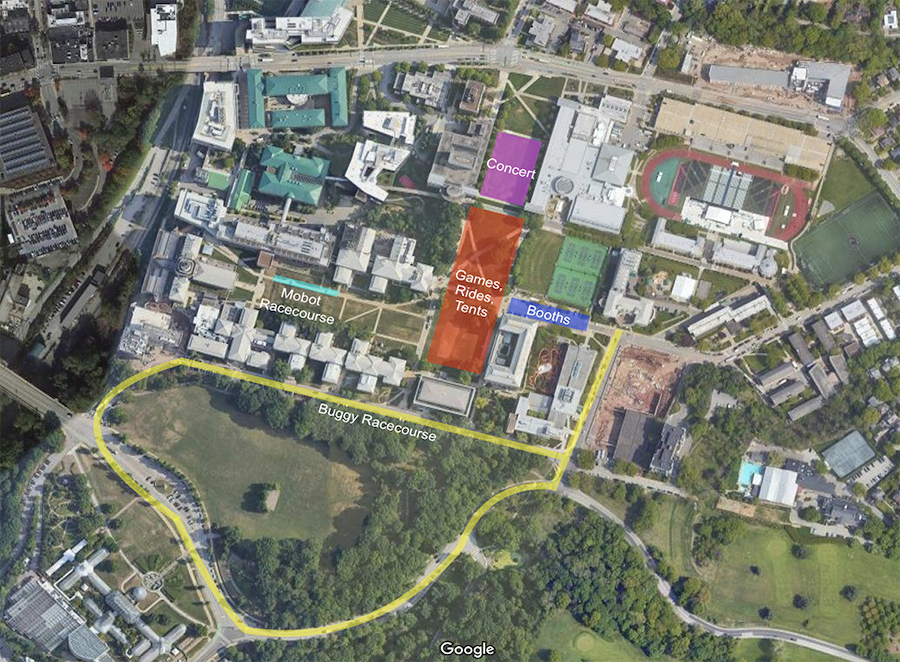 Concert
Games,
Rides,
Tents
Mobot
Racecourse
Booths
Buggy Racecourse
Google